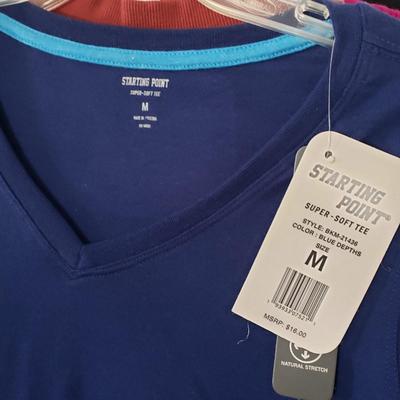 STARTING POINT
SUPER-SOFT TEE
M
STARTING
POINT
SUPER-SOFT TEE
STYLE: BKM-21436
COLOR: BLUE DEPTHS
SIZE
M
MSRP: $16.00
NATURAL STRETCH